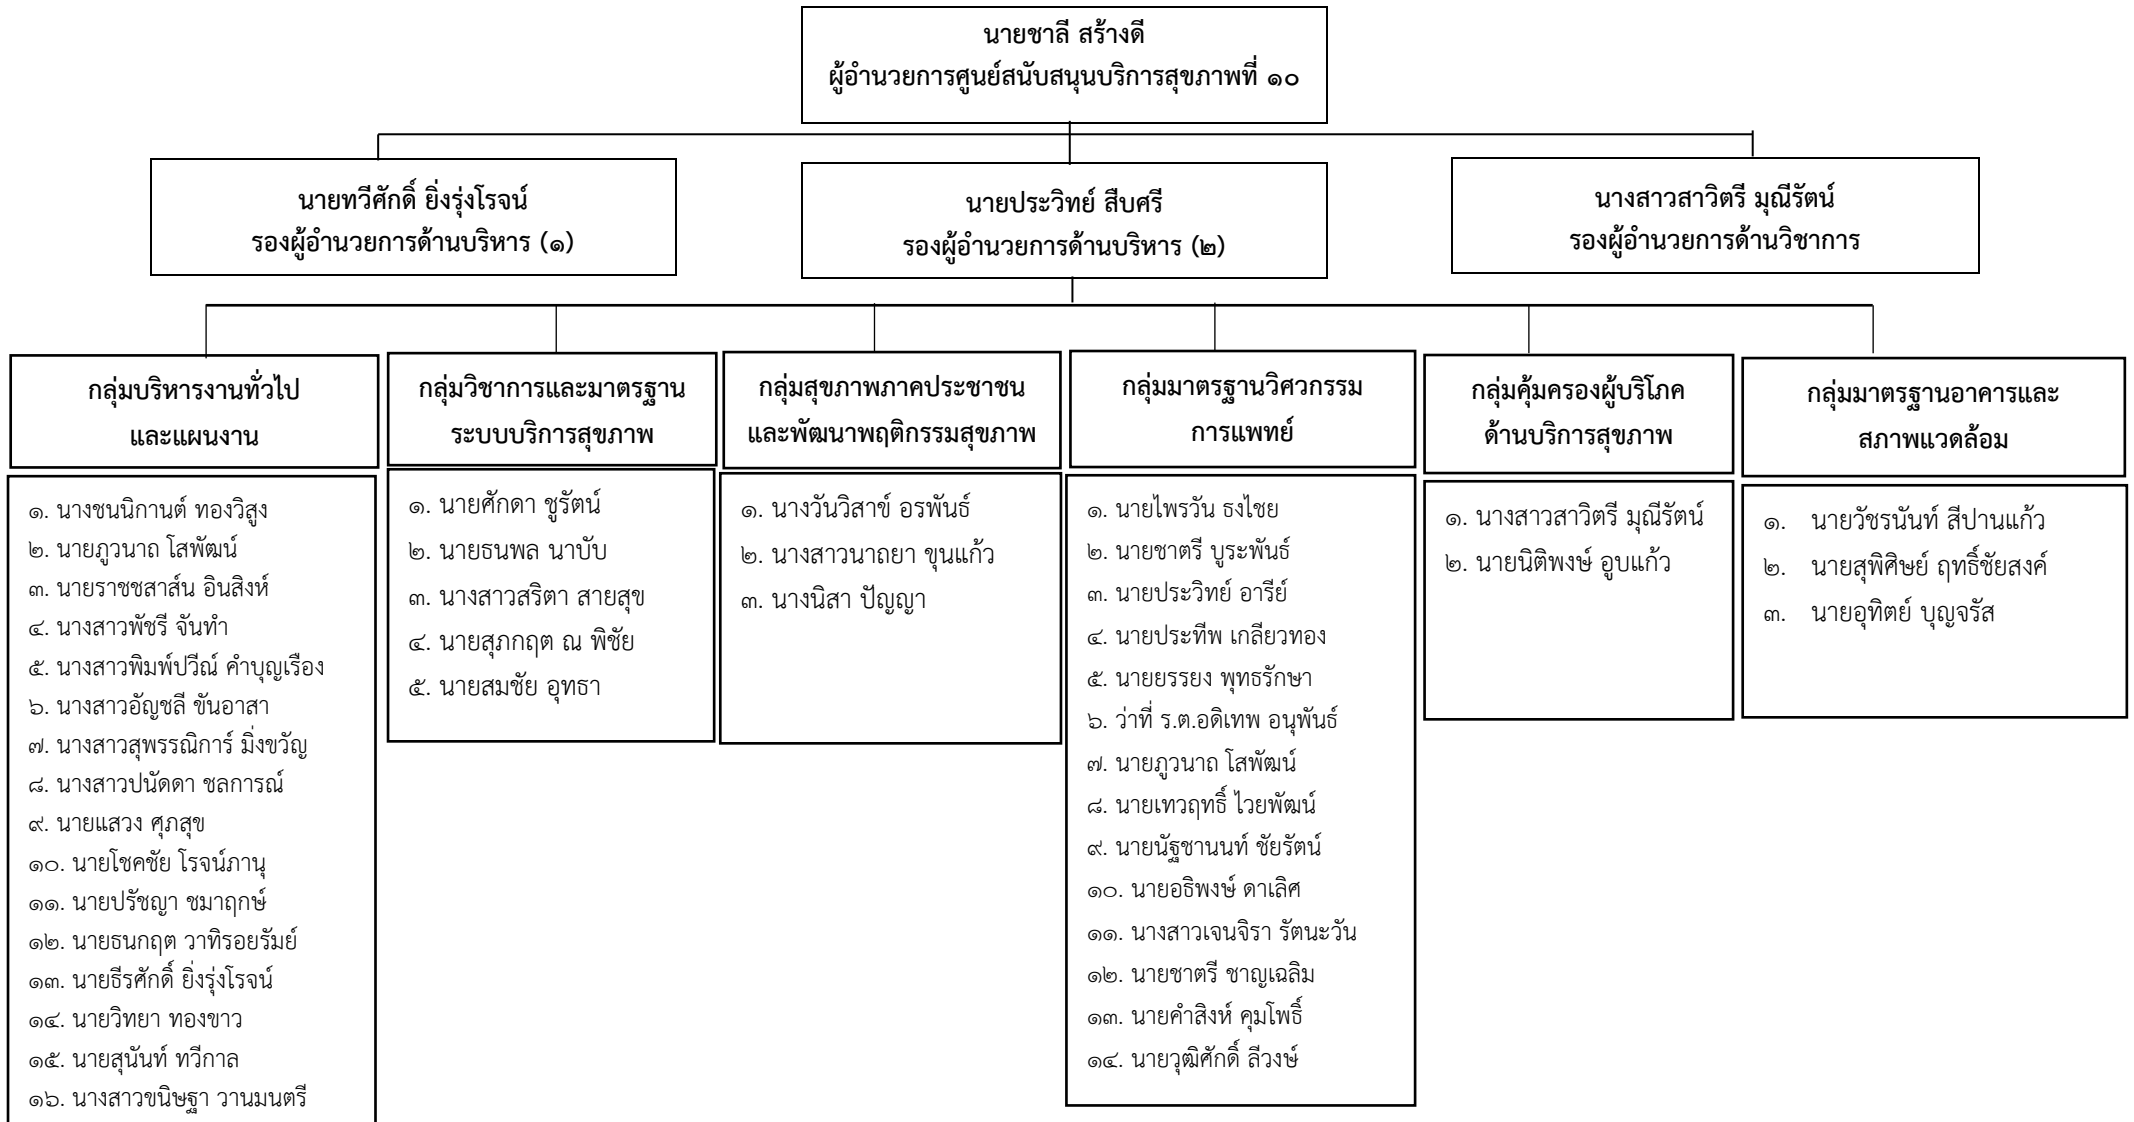 นายชาลี สร้างดี
ผู้อำนวยการศูนย์สนับสนุนบริการสุขภาพที่ ๑๐
นายทวีศักดิ์ ยิ่งรุ่งโรจน์
รองผู้อำนวยการด้านบริหาร (๑)
นายประวิทย์ สืบศรี
รองผู้อำนวยการด้านบริหาร (๒)
นางสาวสาวิตรี มุณีรัตน์
รองผู้อำนวยการด้านวิชาการ
กลุ่มบริหารงานทั่วไป
และแผนงาน
๑. นางชนนิกานต์ ทองวิสูง
๒. นายภูวนาถ โสพัฒน์
๓. นายราชชสาส์น อินสิงห์
๔. นางสาวพัชรี จันทำ
๕. นางสาวพิมพ์ปวีณ์ คำบุญเรือง
๖. นางสาวอัญชลี ขันอาสา
๗. นางสาวสุพรรณิการ์ มิ่งขวัญ
๘. นางสาวปนัดดา ชลการณ์
๙. นายแสวง ศุภสุข
๑๐. นายโชคชัย โรจน์ภานุ
๑๑. นายปรัชญา ชมาฤกษ์
๑๒. นายธนกฤต วาทิรอยรัมย์
๑๓. นายธีรศักดิ์ ยิ่งรุ่งโรจน์
๑๔. นายวิทยา ทองขาว
๑๕. นายสุนันท์ ทวีกาล
๑๖. นางสาวขนิษฐา วานมนตรี
กลุ่มวิชาการและมาตรฐาน
ระบบบริการสุขภาพ
๑. นายศักดา ชูรัตน์
๒. นายธนพล นาบับ
๓. นางสาวสริตา สายสุข
๔. นายสุภกฤต ณ พิชัย
๕. นายสมชัย อุทธา
กลุ่มสุขภาพภาคประชาชน
และพัฒนาพฤติกรรมสุขภาพ
๑. นางวันวิสาข์ อรพันธ์
๒. นางสาวนาถยา ขุนแก้ว
๓. นางนิสา ปัญญา
กลุ่มมาตรฐานวิศวกรรม
การแพทย์
๑. นายไพรวัน ธงไชย
๒. นายชาตรี บูระพันธ์
๓. นายประวิทย์ อารีย์
๔. นายประทีพ เกลียวทอง
๕. นายยรรยง พุทธรักษา
๖. ว่าที่ ร.ต.อดิเทพ อนุพันธ์
๗. นายภูวนาถ โสพัฒน์
๘. นายเทวฤทธิ์ ไวยพัฒน์
๙. นายนัฐชานนท์ ชัยรัตน์
๑๐. นายอธิพงษ์ ดาเลิศ
๑๑. นางสาวเจนจิรา รัตนะวัน
๑๒. นายชาตรี ชาญเฉลิม
๑๓. นายคำสิงห์ คุมโพธิ์
๑๔. นายวุฒิศักดิ์ ลีวงษ์
กลุ่มคุ้มครองผู้บริโภค
ด้านบริการสุขภาพ
๑. นางสาวสาวิตรี มุณีรัตน์
๒. นายนิติพงษ์ อูบแก้ว
กลุ่มมาตรฐานอาคารและ
สภาพแวดล้อม
๑. นายวัชรนันท์ สีปานแก้ว
๒. นายสุพิศิษย์ ฤทธิ์ชัยสงค์
๓. นายอุทิตย์ บุญจรัส